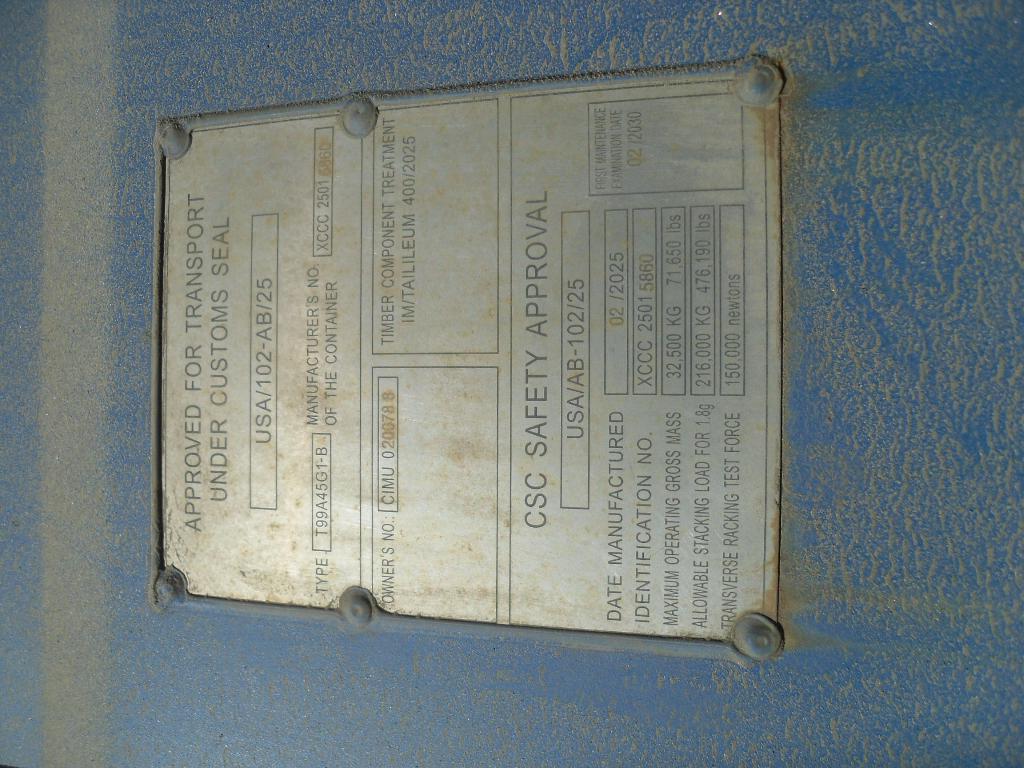 APPROVED FOR TRANSPORT
UNDER CUSTOMS SEAL
USA/102-AB/25
TYPE T99A45G1-B MANUFACTURER'S NO. OF THE CONTAINER XCCC 2501 5860
OWNER'S NO.: CIMU 020078 8
TIMBER COMPONENT TREATMENT
IM/TAILILEUM 400/2025
CSC SAFETY APPROVAL
USA/AB-102/25
FIRST MAINTENANCE
EXAMINATION DATE
02 /2030
DATE MANUFACTURED 02 /2025
IDENTIFICATION NO. XCCC 2501 5860
MAXIMUM OPERATING GROSS MASS 32,500 KG 71,650 lbs
ALLOWABLE STACKING LOAD FOR 1.8g 216,000 KG 476,190 lbs
TRANSVERSE RACKING TEST FORCE 150,000 newtons